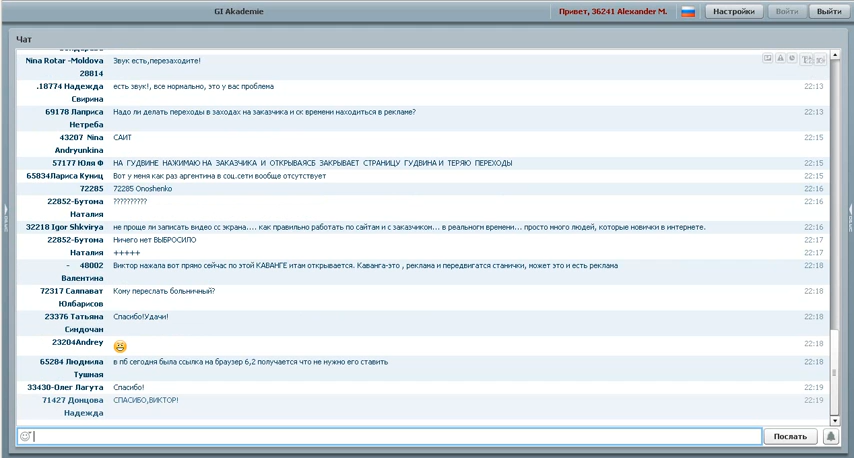 GI Akademie
Привет, 36241 Alexander M.
Настройки
Войти
Выйти
Чат
Nina Rotar -Moldova 28814 Звук есть,перезаходите!
.18774 Надежда Свирина есть звук!, все нормально, это у вас проблема 22:13
69178 Лаприса Нетреба Надо ли делать переходы в заходах на заказчика и ск времени находиться в рекламе? 22:13
43207 Nina Andryunkina САИТ 22:15
57177 Юля Ф НА ГУДВИНЕ НАЖИМАЮ НА ЗАКАЗЧИКА И ОТКРЫВАЯСБ ЗАКРЫВАЕТ СТРАНИЦУ ГУДВИНА И ТЕРЯЮ ПЕРЕХОДЫ 22:15
65834Лариса Куниц Вот у меня как раз аргентина в соц.сети вообще отсутствует 22:15
72285 72285 Onoshenko 22:16
22852-Бутома Наталия ?????????? 22:16
32218 Igor Shkvirya не проще ли записать видео сс экрана.... как правильно работать по сайтам и с заказчиком... в реальногм времени... просто много людей, которые новички в интернете. 22:16
22852-Бутома Ничего нет ВЫБРОСИЛО 22:17
Наталия +++++ 22:17
- 48002 Валентина Виктор нажала вот прямо сейчас по этой КАВАНГЕ итам открывается. Каванга-это , реклама и передвигатся станички, может это и есть реклама 22:18
72317 Салпават Юлбарисов Кому переслать больничный? 22:18
23376 Татьяна Синдочан Спасибо!Удачи! 22:18
23204Andrey 22:18
65284 Людмила Тушная в пб сегодня была ссылка на браузер 6,2 получается что не нужно его ставить 22:18
33430-Олег Лагута Спасибо! 22:19
71427 Донцова Надежда СПАСИБО,ВИКТОР! 22:19
Послать